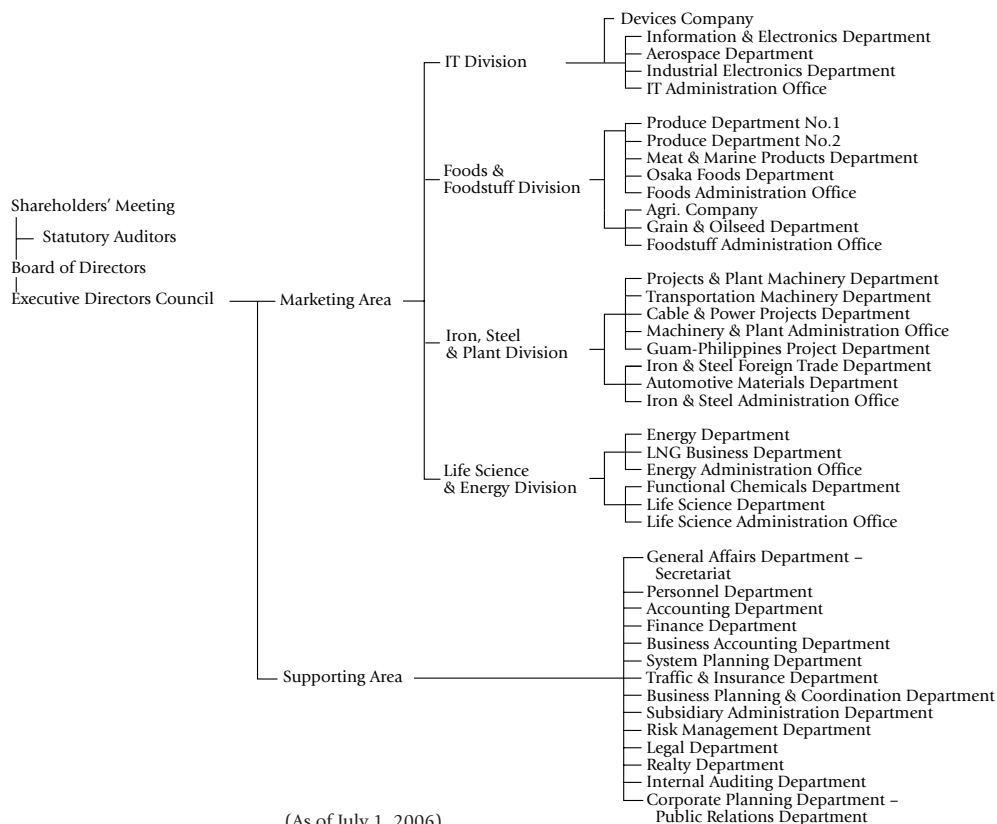 Shareholders' Meeting
Statutory Auditors
Board of Directors
Executive Directors Council
Marketing Area
IT Division
Devices Company
Information & Electronics Department
Aerospace Department
Industrial Electronics Department
IT Administration Office
Foods &
Foodstuff Division
Produce Department No.1
Produce Department No.2
Meat & Marine Products Department
Osaka Foods Department
Foods Administration Office
Agri. Company
Grain & Oilseed Department
Foodstuff Administration Office
Iron, Steel
& Plant Division
Projects & Plant Machinery Department
Transportation Machinery Department
Cable & Power Projects Department
Machinery & Plant Administration Office
Guam-Philippines Project Department
Iron & Steel Foreign Trade Department
Automotive Materials Department
Iron & Steel Administration Office
Life Science
& Energy Division
Energy Department
LNG Business Department
Energy Administration Office
Functional Chemicals Department
Life Science Department
Life Science Administration Office
Supporting Area
General Affairs Department –
Secretariat
Personnel Department
Accounting Department
Finance Department
Business Accounting Department
System Planning Department
Traffic & Insurance Department
Business Planning & Coordination Department
Subsidiary Administration Department
Risk Management Department
Legal Department
Realty Department
Internal Auditing Department
Corporate Planning Department –
Public Relations Department
(As of July 1, 2006)